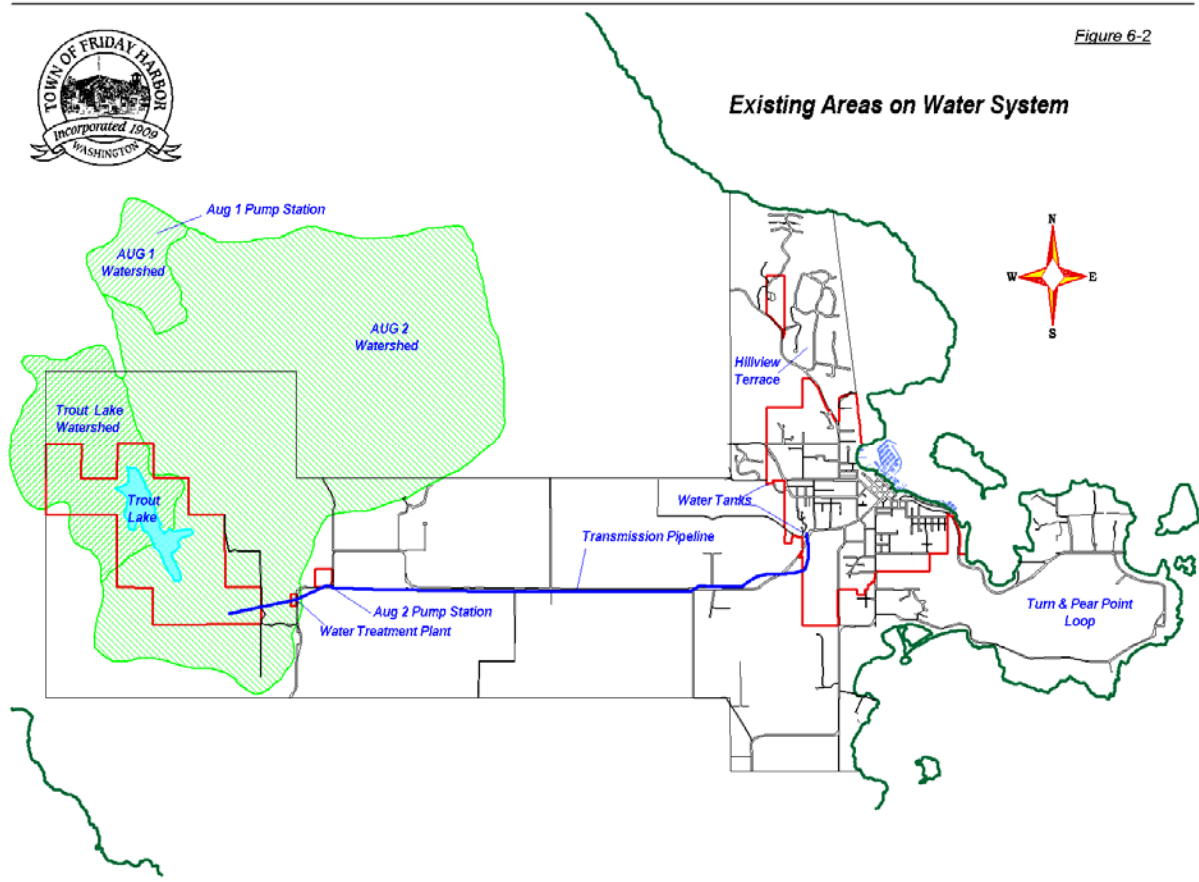 Figure 6-2
TOWN OF FRIDAY HARBOR
Incorporated 1909
WASHINGTON
Existing Areas on Water System
Aug 1 Pump Station
AUG 1
Watershed
AUG 2
Watershed
N
W
E
S
Hillview
Terrace
Trout Lake
Watershed
Trout
Lake
Water Tanks
Transmission Pipeline
Aug 2 Pump Station
Water Treatment Plant
Turn & Pear Point
Loop